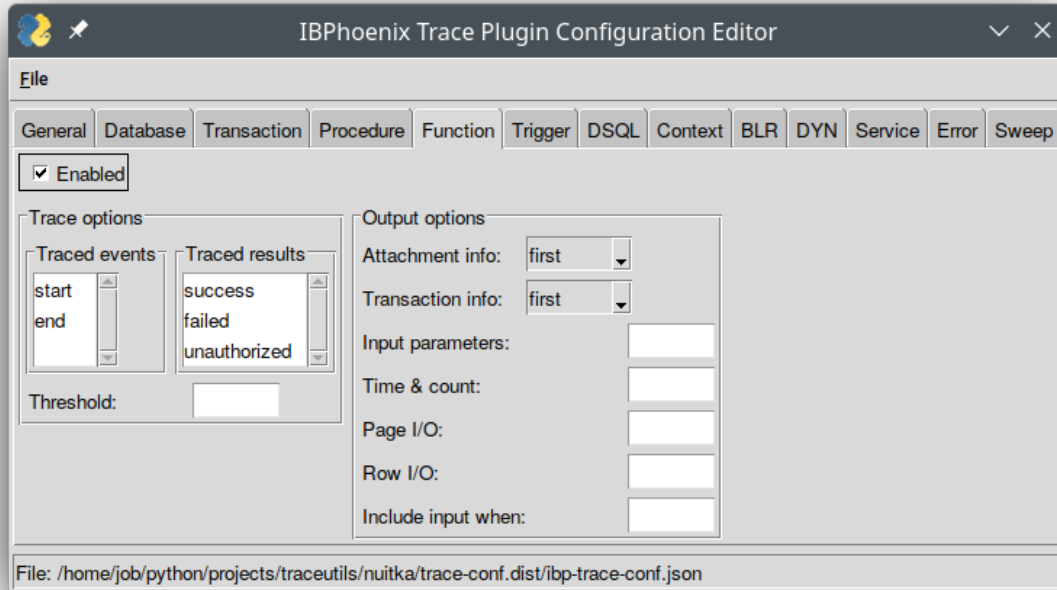 IBPhoenix Trace Plugin Configuration Editor
File
General Database Transaction Procedure Function Trigger DSQL Context BLR DYN Service Error Sweep
Enabled
Trace options
Traced events
start
end
Traced results
success
failed
unauthorized
Threshold:
Output options
Attachment info: first
Transaction info: first
Input parameters:
Time & count:
Page I/O:
Row I/O:
Include input when:
File: /home/job/python/projects/traceutils/nuitka/trace-conf.dist/ibp-trace-conf.json